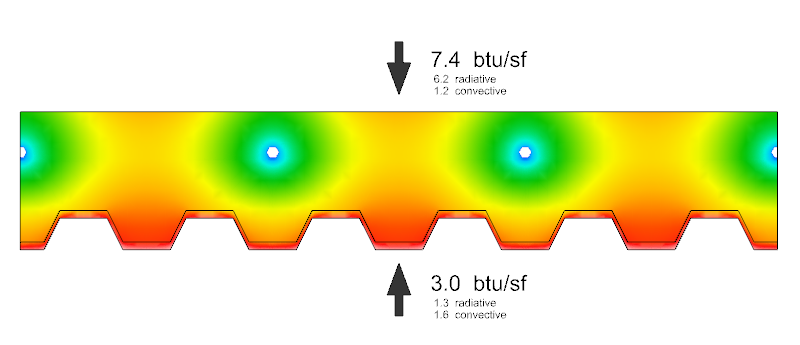 7.4 btu/sf
6.2 radiative
1.2 convective
3.0 btu/sf
1.3 radiative
1.6 convective